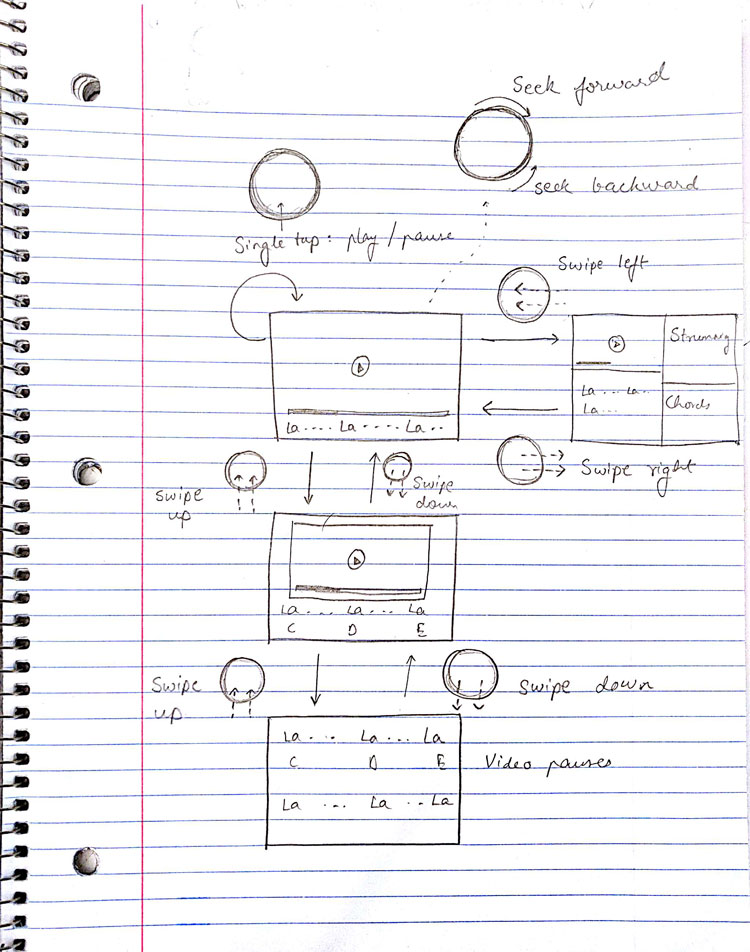 Seek forward
seek backward
Single tap: play / pause
Swipe left
Strumming
La .... La ..... La ..
La ... La ..
La ...
Chords
Swipe right
Swipe
up
Swipe
down
La ... La ... La
C D E
Swipe
up
Swipe down
La ... La ... La
C D E
Video pauses
La ... La .. La